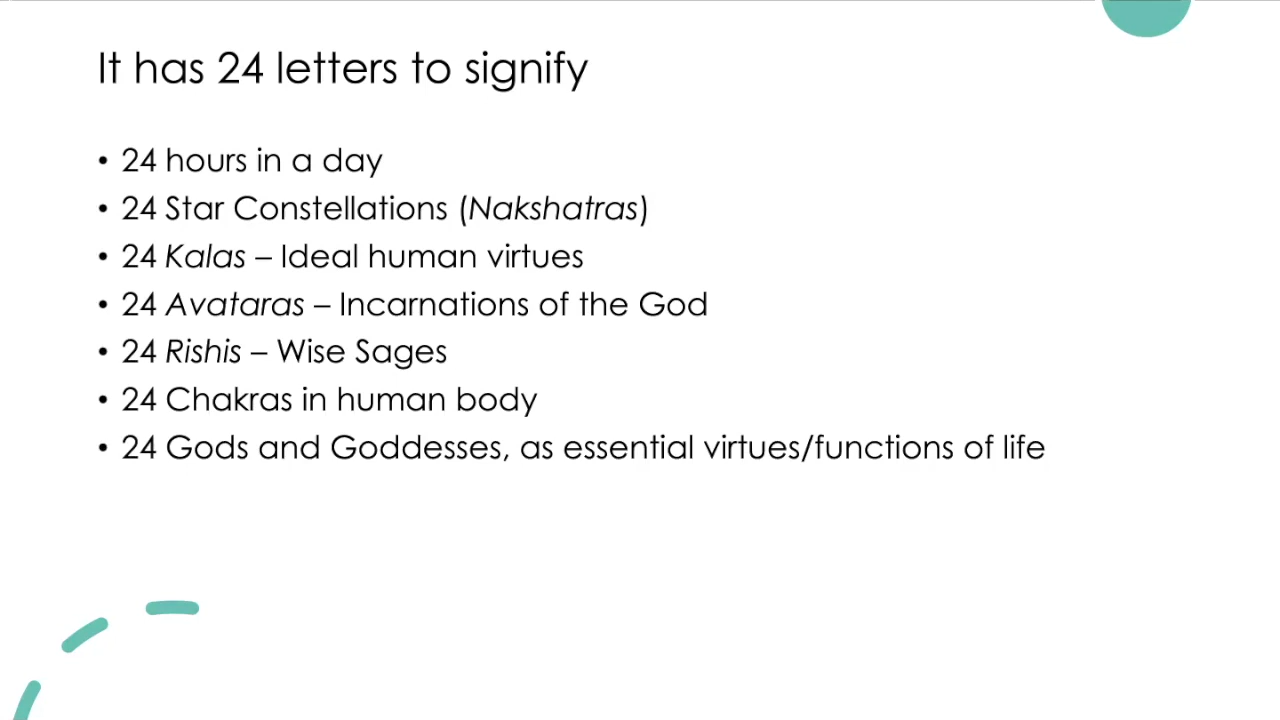 It has 24 letters to signify
• 24 hours in a day
• 24 Star Constellations (Nakshatras)
• 24 Kalas – Ideal human virtues
• 24 Avataras – Incarnations of the God
• 24 Rishis – Wise Sages
• 24 Chakras in human body
• 24 Gods and Goddesses, as essential virtues/functions of life